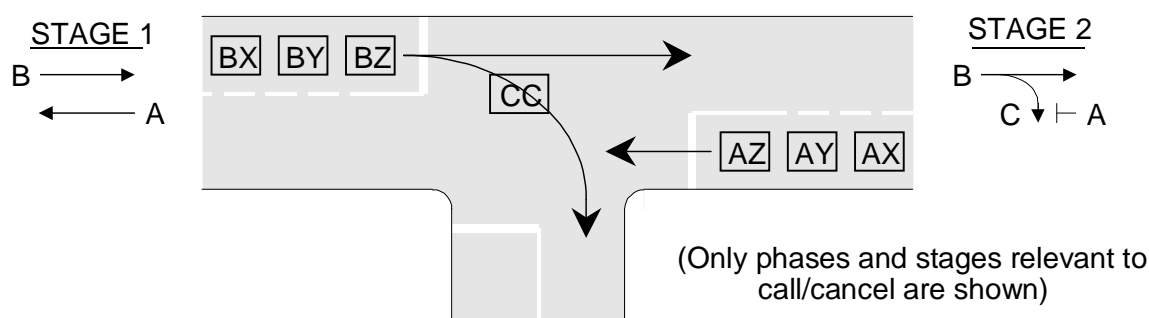 STAGE 1
B
A
BX BY BZ
CC
AZ AY AX
STAGE 2
B
C A
(Only phases and stages relevant to
call/cancel are shown)